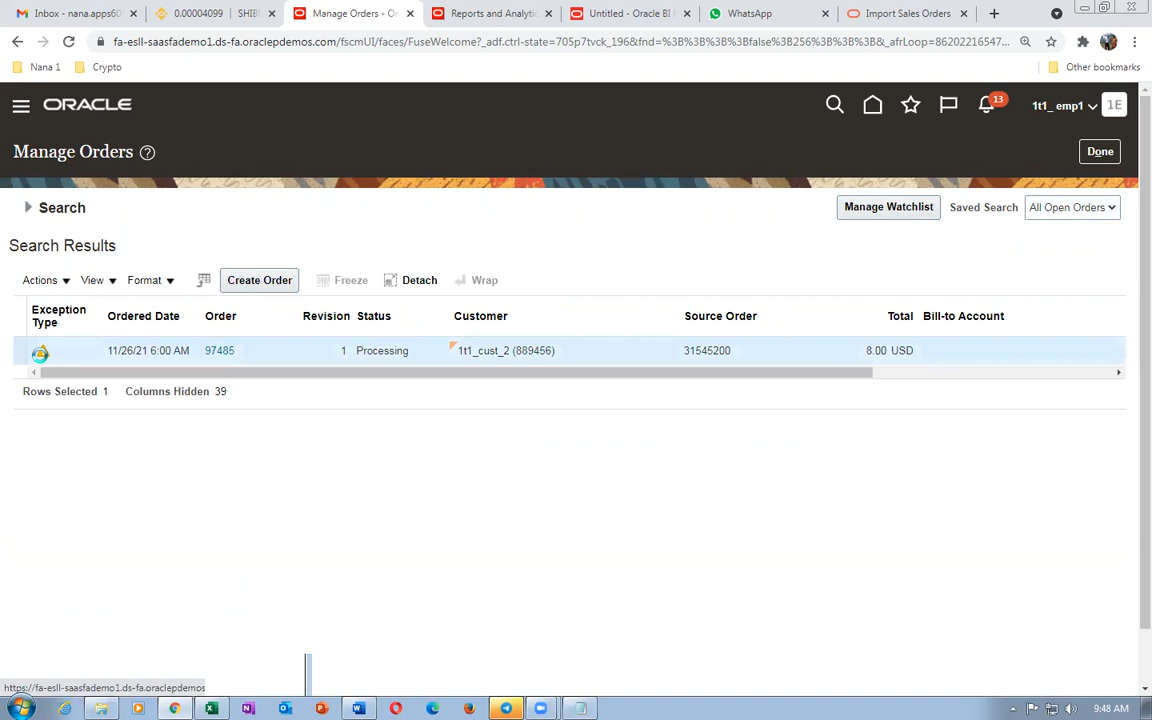 Inbox - nana.apps60
0.00004099 | SHIB
Manage Orders - Or
Reports and Analytic
Untitled - Oracle BI
WhatsApp
Import Sales Orders
fa-esll-saasfademo1.ds-fa.oraclepdemos.com/fscmUI/faces/FuseWelcome?_adf.ctrl-state=705p7tvck_196&fnd=%3B%3B%3B%3Bfalse%3B256%3B%3B%3B&_afrLoop=86202216547...
Nana 1
Crypto
Other bookmarks
ORACLE
13
1t1_ emp1
1E
Manage Orders ?
Done
Search
Manage Watchlist
Saved Search
All Open Orders
Search Results
Actions
View
Format
Create Order
Freeze
Detach
Wrap
Exception Type
Ordered Date
Order
Revision
Status
Customer
Source Order
Total
Bill-to Account
11/26/21 6:00 AM
97485
1
Processing
1t1_cust_2 (889456)
31545200
8.00 USD
Rows Selected 1
Columns Hidden 39
https://fa-esll-saasfademo1.ds-fa.oraclepdemos
9:48 AM